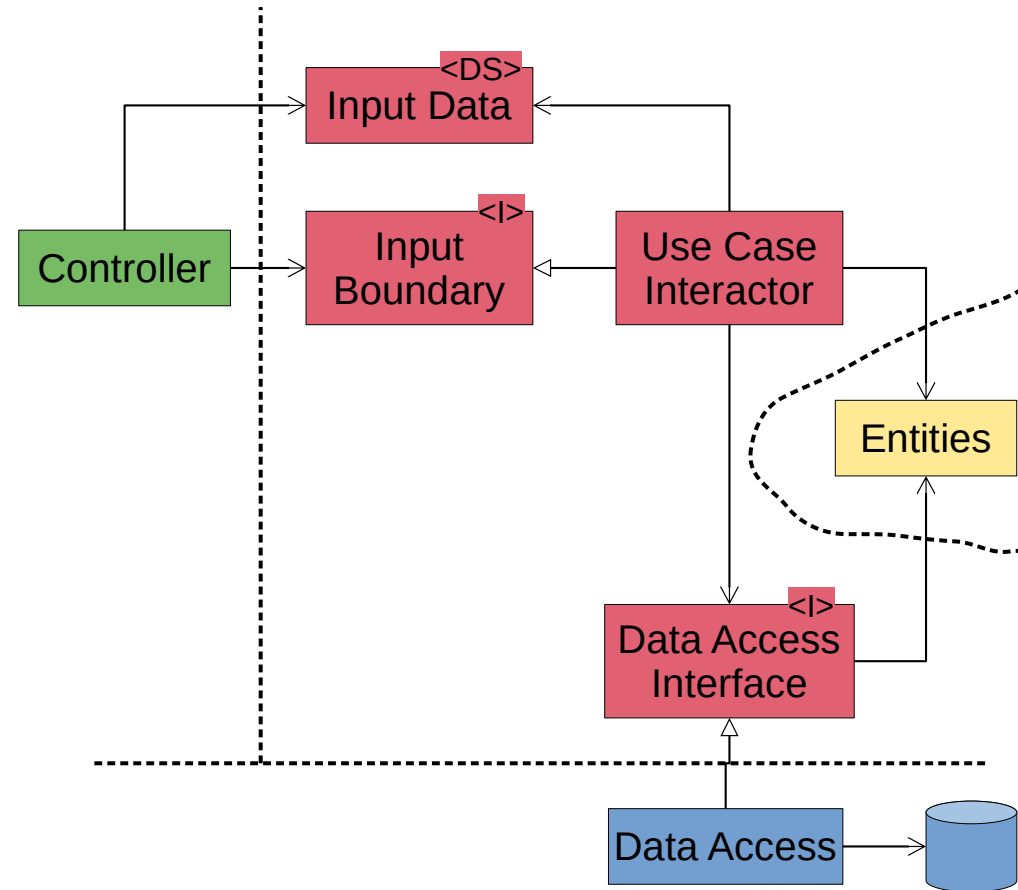 <DS>
Input Data
<I>
Input
Boundary
Use Case
Interactor
Controller
Entities
<I>
Data Access
Interface
Data Access